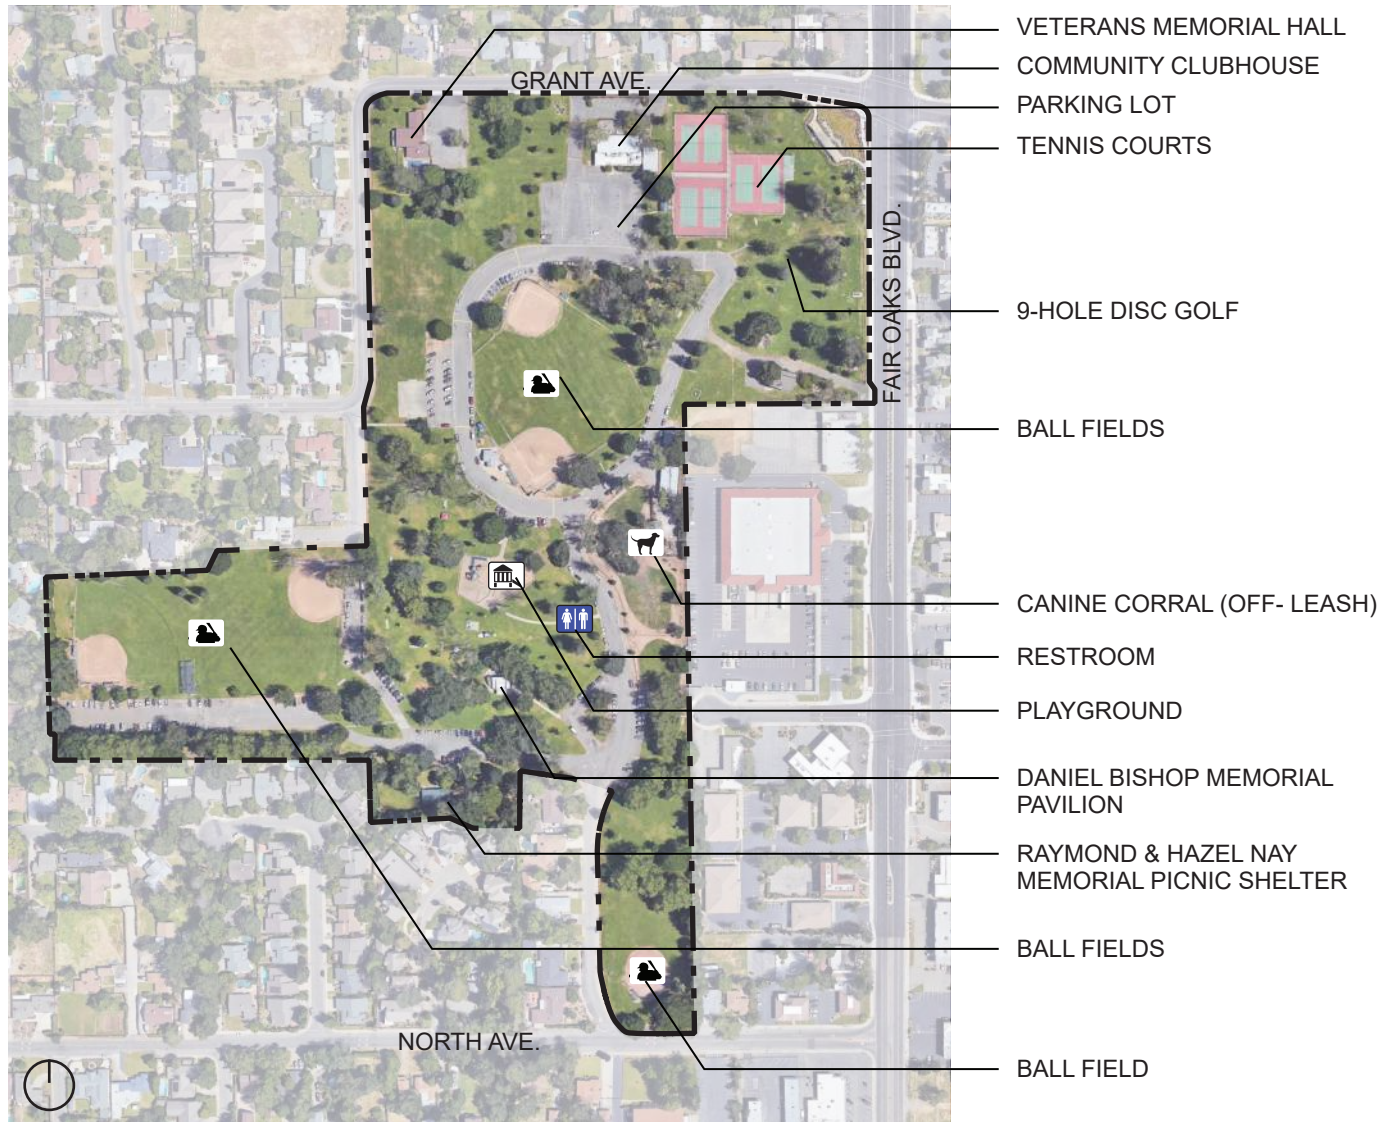 VETERANS MEMORIAL HALL
COMMUNITY CLUBHOUSE
GRANT AVE.
PARKING LOT
TENNIS COURTS
FAIR OAKS BLVD.
9-HOLE DISC GOLF
BALL FIELDS
CANINE CORRAL (OFF- LEASH)
RESTROOM
PLAYGROUND
DANIEL BISHOP MEMORIAL
PAVILION
RAYMOND & HAZEL NAY
MEMORIAL PICNIC SHELTER
BALL FIELDS
NORTH AVE.
BALL FIELD